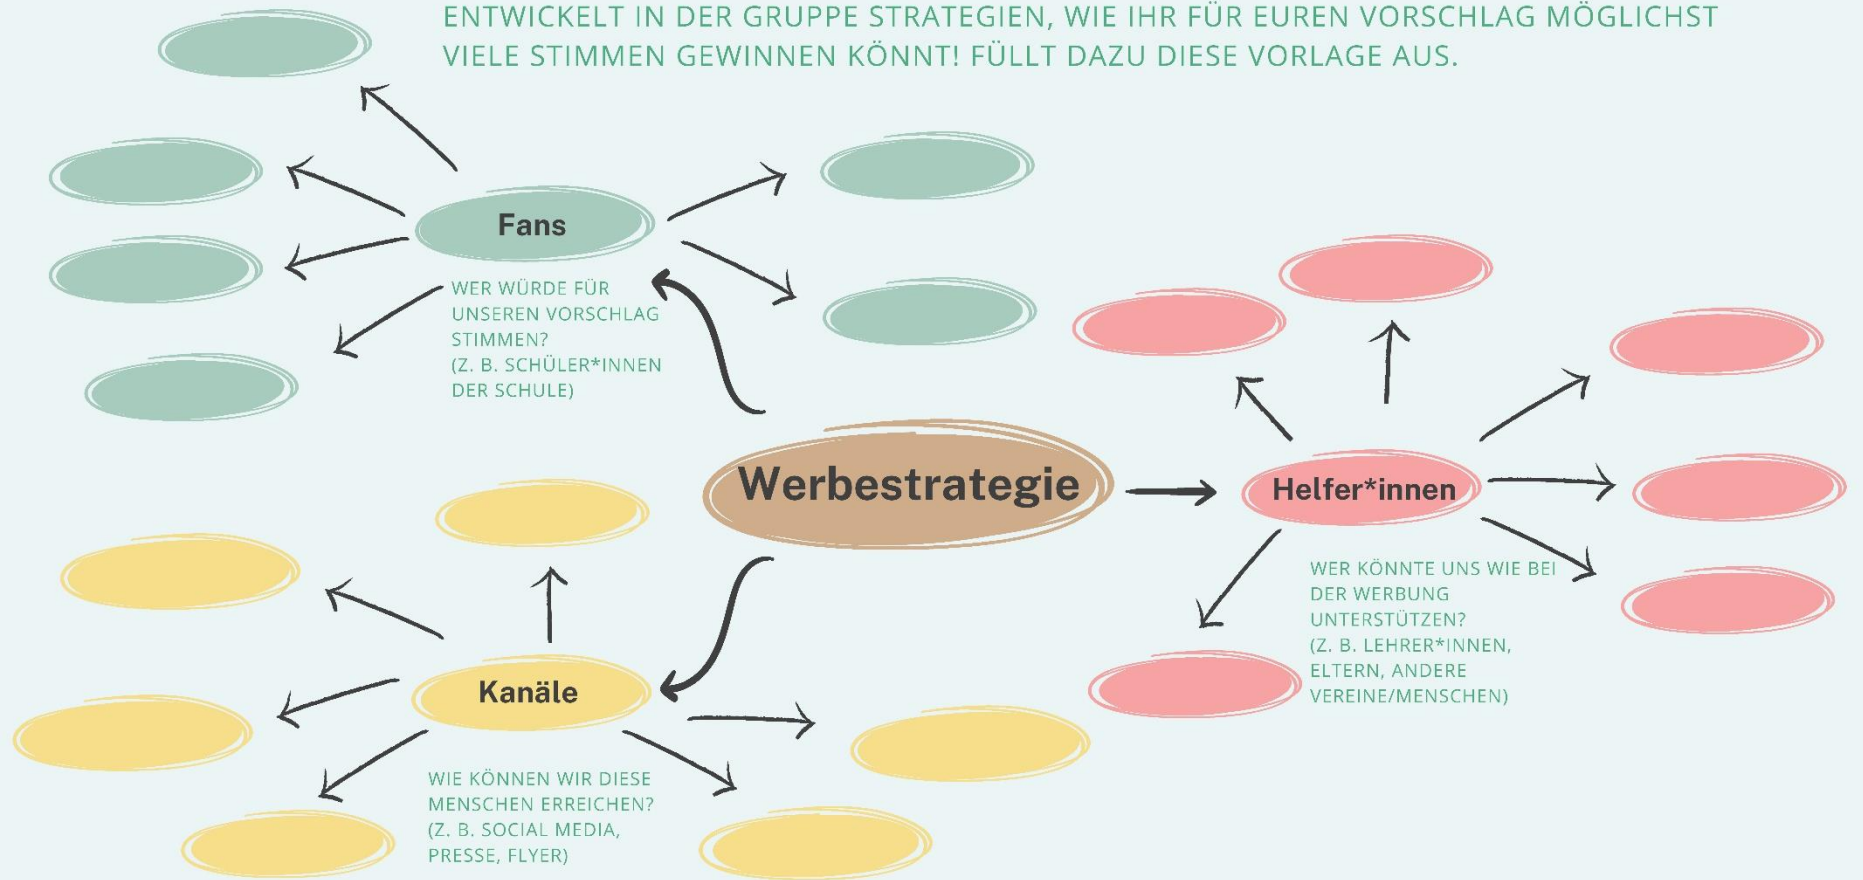 ENTWICKELT IN DER GRUPPE STRATEGIEN, WIE IHR FÜR EUREN VORSCHLAG MÖGLICHST
VIELE STIMMEN GEWINNEN KÖNNT! FÜLLT DAZU DIESE VORLAGE AUS.
Fans
WER WÜRDE FÜR
UNSEREN VORSCHLAG
STIMMEN?
(Z. B. SCHÜLER*INNEN
DER SCHULE)
Werbestrategie
Helfer*innen
WER KÖNNTE UNS WIE BEI
DER WERBUNG
UNTERSTÜTZEN?
(Z. B. LEHRER*INNEN,
ELTERN, ANDERE
VEREINE/MENSCHEN)
Kanäle
WIE KÖNNEN WIR DIESE
MENSCHEN ERREICHEN?
(Z. B. SOCIAL MEDIA,
PRESSE, FLYER)